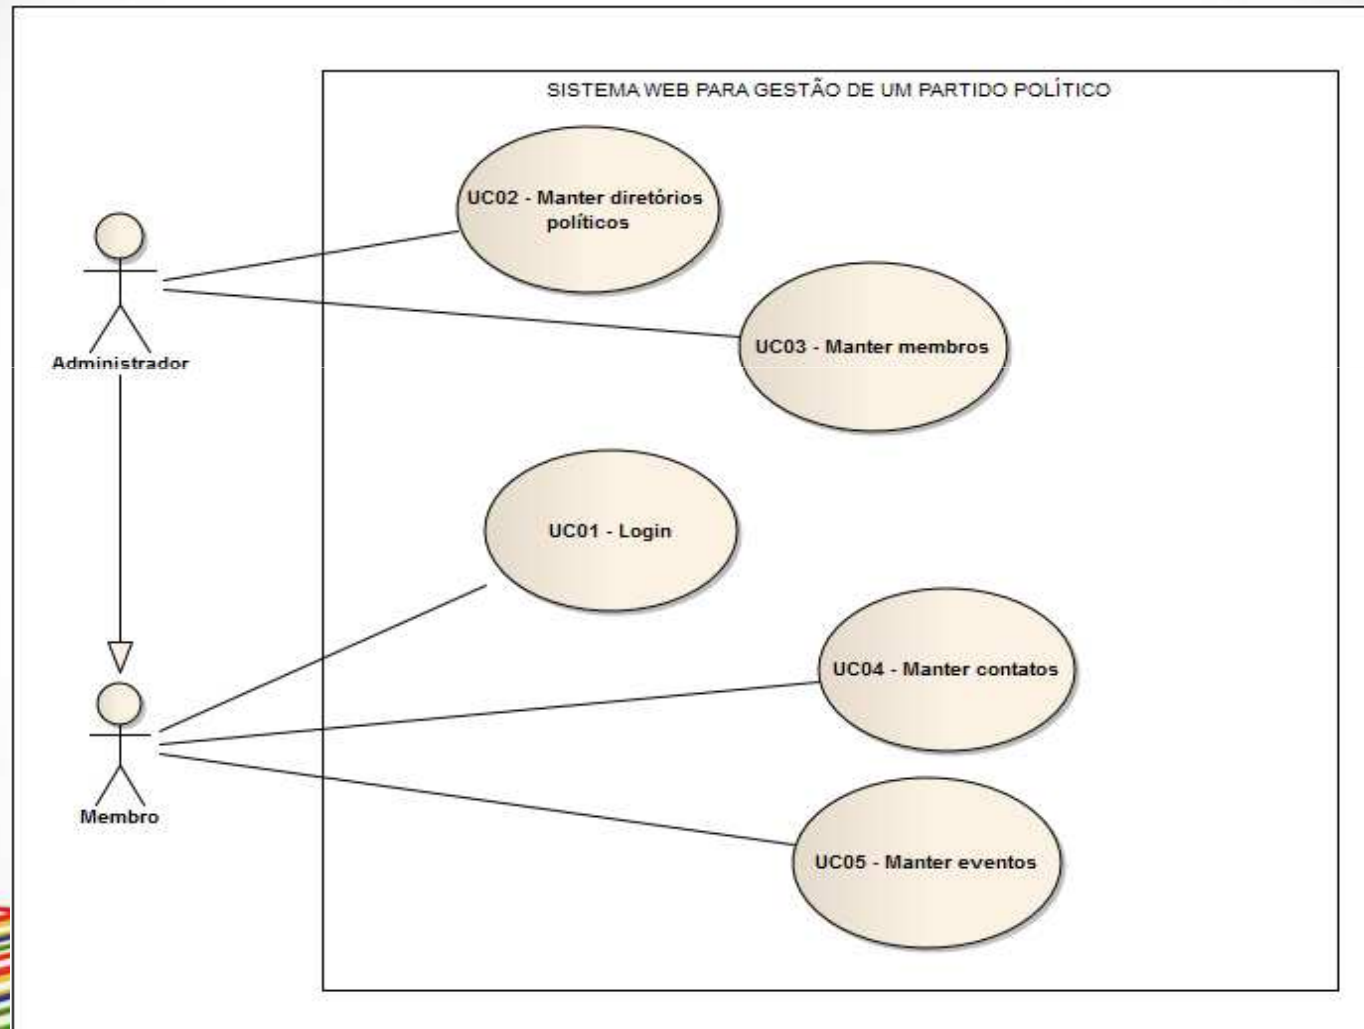 SISTEMA WEB PARA GESTÃO DE UM PARTIDO POLÍTICO
UC02 - Manter diretórios
políticos
UC03 - Manter membros
Administrador
UC01 - Login
UC04 - Manter contatos
Membro
UC05 - Manter eventos